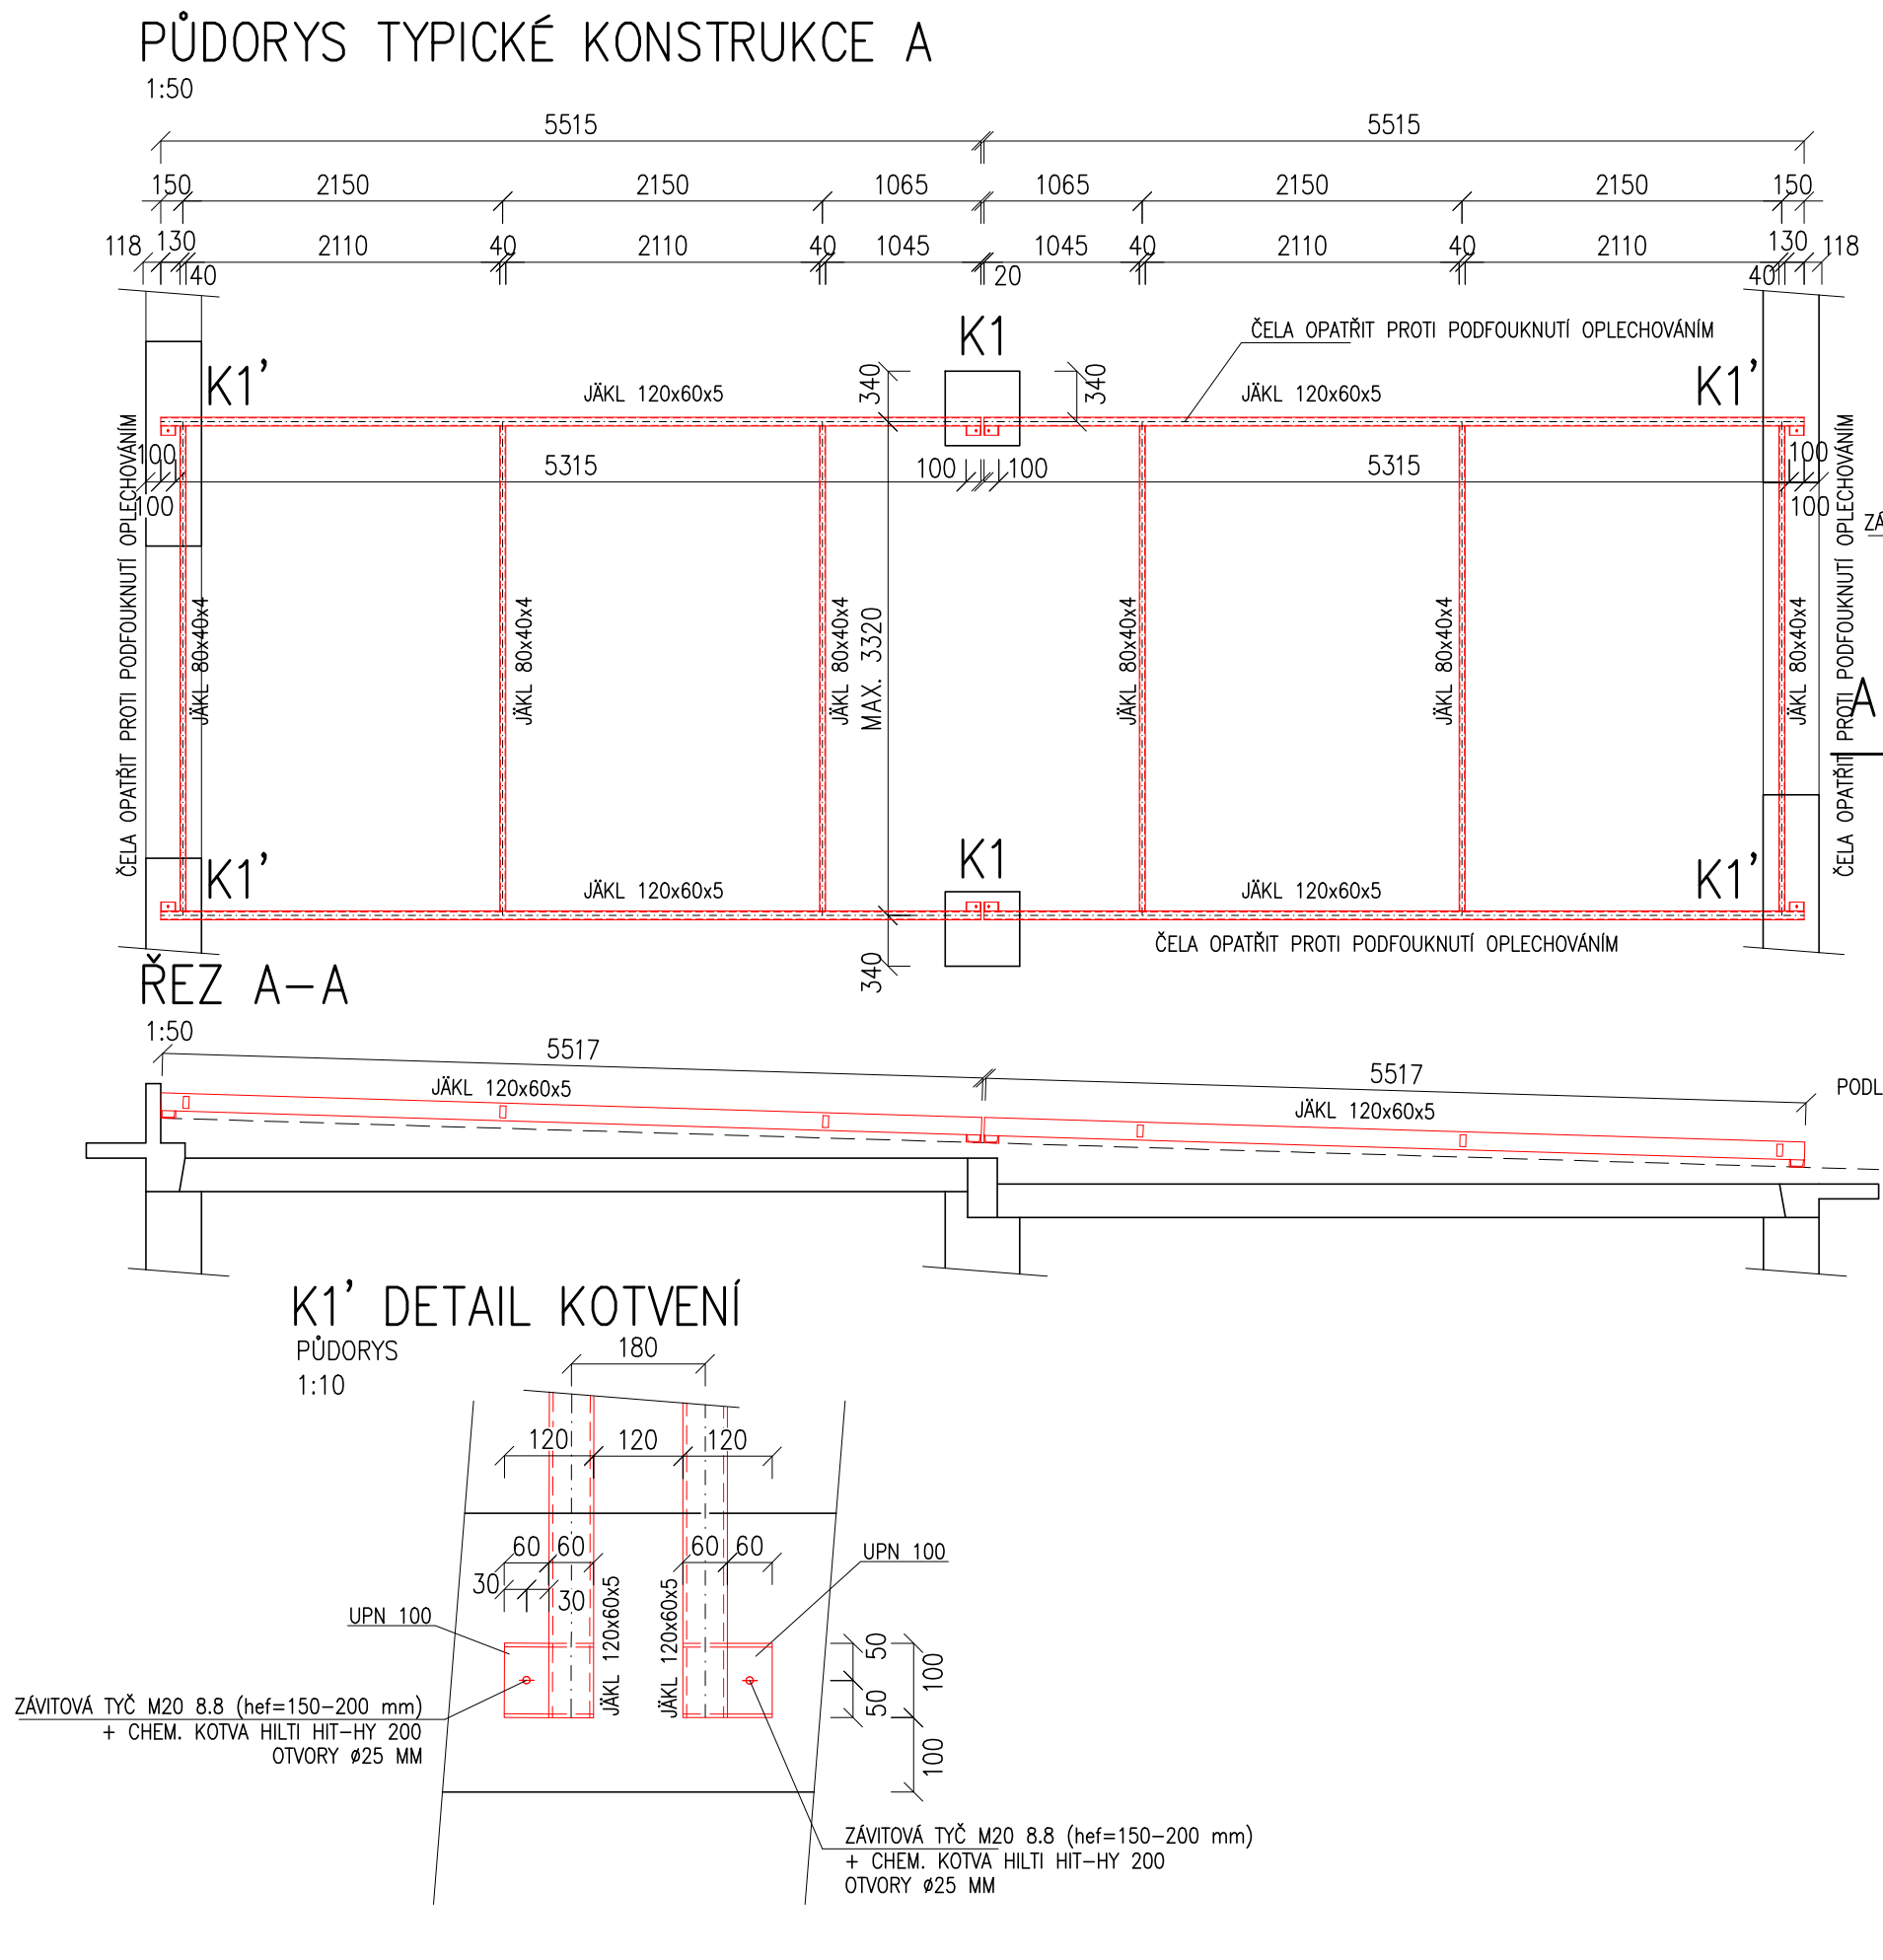 PŮDORYS TYPICKÉ KONSTRUKCE A
1:50
5515 5515
150 2150 2150 1065 1065 2150 2150 150
118 130 2110 40 2110 40 1045 1045 40 2110 40 2110 130 118
40 20 40
K1
ČELA OPATŘIT PROTI PODFOUKNUTÍ OPLECHOVÁNÍM
K1' 340 340 K1'
JÄKL 120x60x5 JÄKL 120x60x5
100 5315 100 100 5315 100
100 100
ČELA OPATŘIT PROTI PODFOUKNUTÍ OPLECHOVÁNÍM
JÄKL 80x40x4
JÄKL 80x40x4
JÄKL 80x40x4
MAX. 3320
JÄKL 80x40x4
JÄKL 80x40x4
JÄKL 80x40x4
ČELA OPATŘIT PROTI PODFOUKNUTÍ OPLECHOVÁNÍM
A
K1' K1 K1'
JÄKL 120x60x5 JÄKL 120x60x5
340
ČELA OPATŘIT PROTI PODFOUKNUTÍ OPLECHOVÁNÍM
ŘEZ A-A
1:50
5517 5517
JÄKL 120x60x5 JÄKL 120x60x5
PODL
K1' DETAIL KOTVENÍ
PŮDORYS
1:10
180
120 120 120
60 60 60 60
30 30
UPN 100
UPN 100
JÄKL 120x60x5
JÄKL 120x60x5
50
50
100
100
ZÁVITOVÁ TYČ M20 8.8 (hef=150-200 mm)
+ CHEM. KOTVA HILTI HIT-HY 200
OTVORY ø25 MM
ZÁVITOVÁ TYČ M20 8.8 (hef=150-200 mm)
+ CHEM. KOTVA HILTI HIT-HY 200
OTVORY ø25 MM